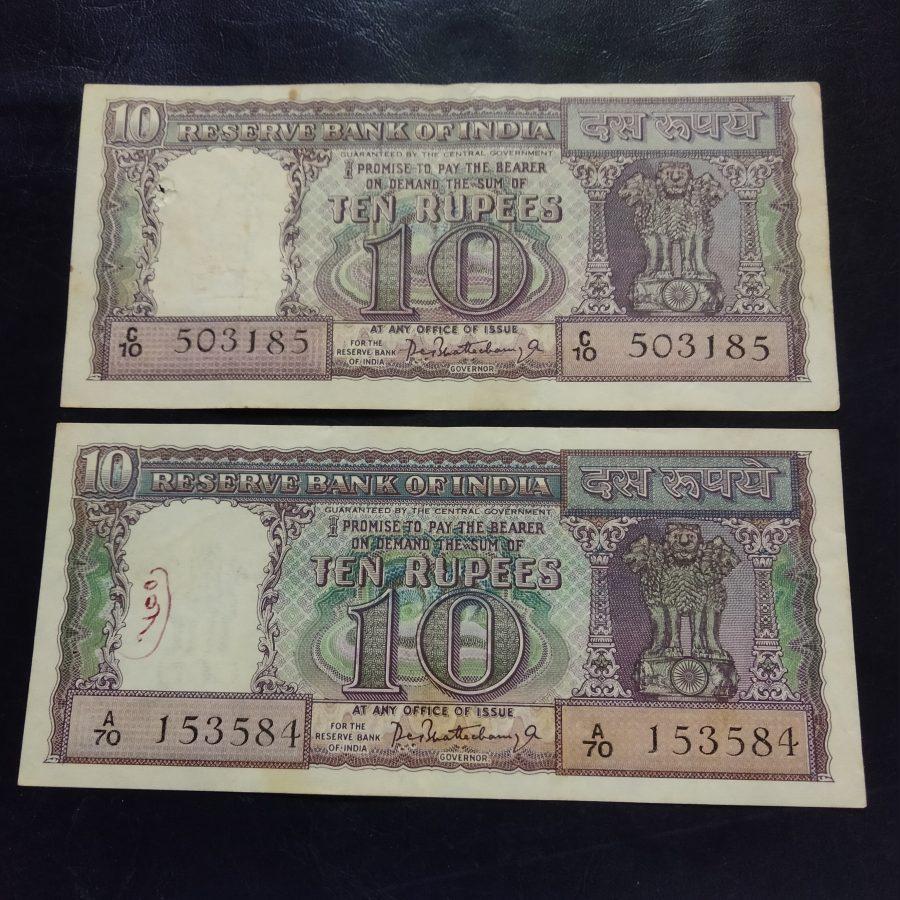 10 RESERVE BANK OF INDIA दस रूपये
GUARANTEED BY THE CENTRAL GOVERNMENT
I PROMISE TO PAY THE BEARER
ON DEMAND THE SUM OF
TEN RUPEES
10
AT ANY OFFICE OF ISSUE
C/10 503185
FOR THE
RESERVE BANK
OF INDIA
GOVERNOR
C/10 503185
10 RESERVE BANK OF INDIA दस रूपये
GUARANTEED BY THE CENTRAL GOVERNMENT
I PROMISE TO PAY THE BEARER
ON DEMAND THE SUM OF
TEN RUPEES
10
AT ANY OFFICE OF ISSUE
A/70 153584
FOR THE
RESERVE BANK
OF INDIA
GOVERNOR
A/70 153584